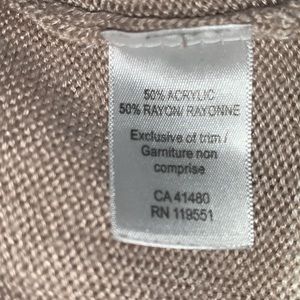 50% ACRYLIC
50% RAYON/ RAYONNE
Exclusive of trim /
Garniture non
comprise
CA 41480
RN 119551